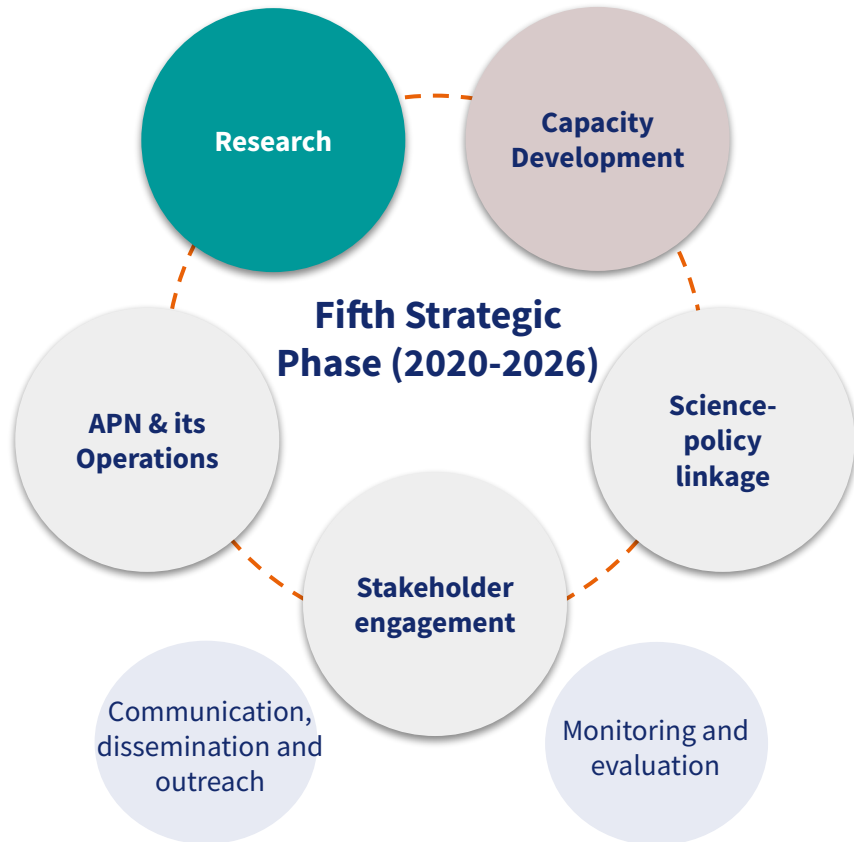 Research
Capacity
Development
Fifth Strategic
Phase (2020-2026)
APN & its
Operations
Science-
policy
linkage
Stakeholder
engagement
Communication,
dissemination and
outreach
Monitoring and
evaluation